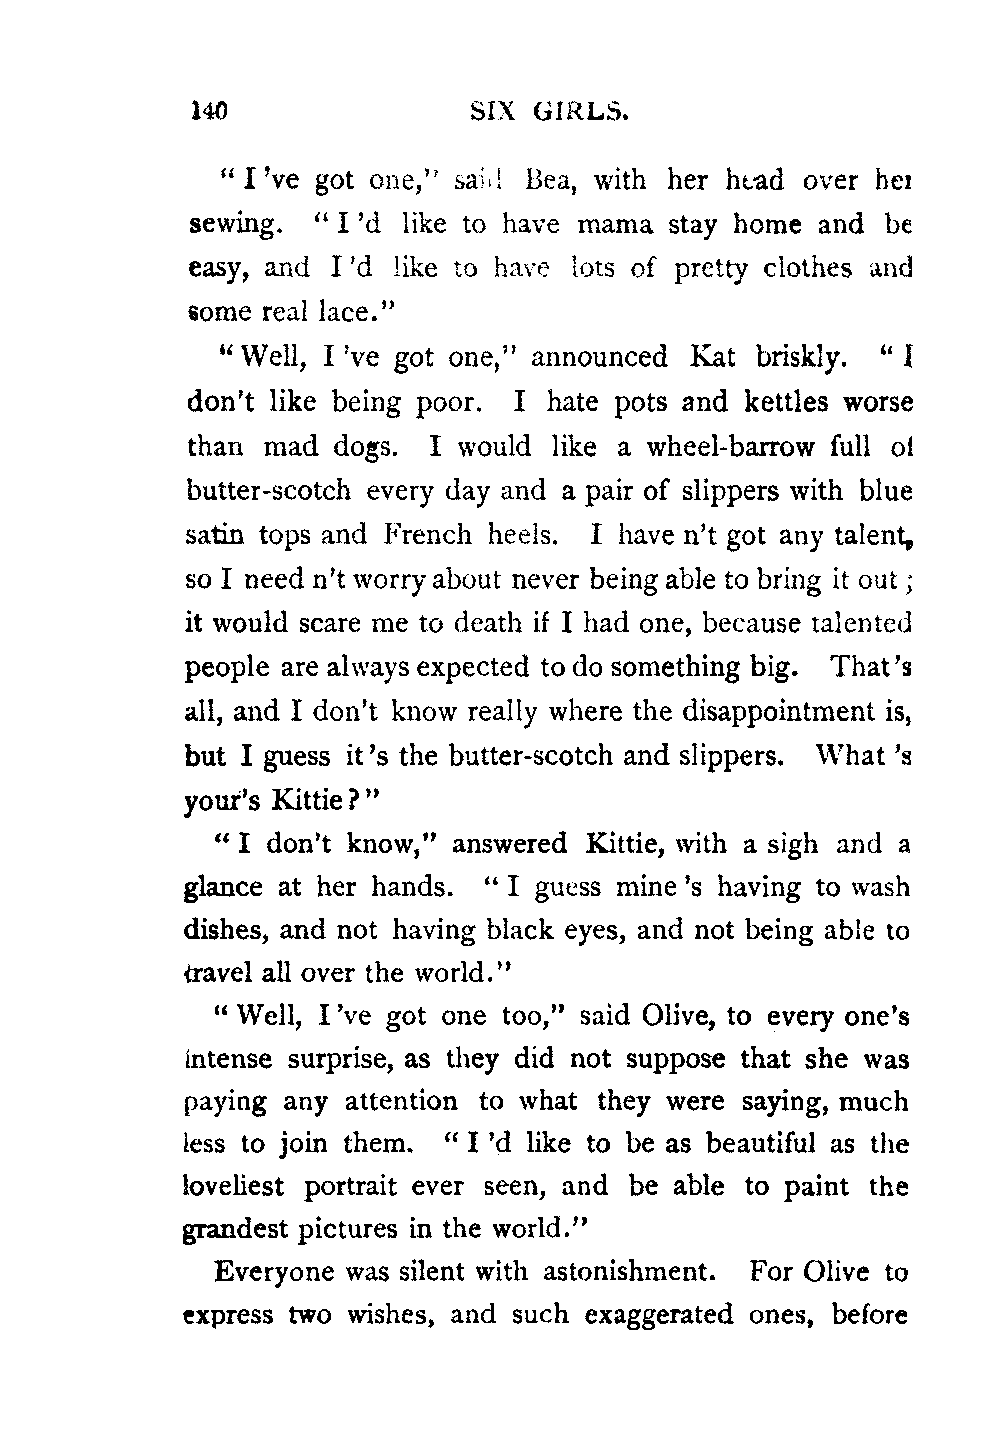 140 SIX GIRLS.
“ I 've got one,” said Bea, with her head over her
sewing. “ I 'd like to have mama stay home and be
easy, and I 'd like to have lots of pretty clothes and
some real lace.”
“ Well, I 've got one,” announced Kat briskly. “ I
don't like being poor. I hate pots and kettles worse
than mad dogs. I would like a wheel-barrow full of
butter-scotch every day and a pair of slippers with blue
satin tops and French heels. I have n't got any talent,
so I need n't worry about never being able to bring it out ;
it would scare me to death if I had one, because talented
people are always expected to do something big. That 's
all, and I don't know really where the disappointment is,
but I guess it 's the butter-scotch and slippers. What 's
your's Kittie ? ”
“ I don't know,” answered Kittie, with a sigh and a
glance at her hands. “ I guess mine 's having to wash
dishes, and not having black eyes, and not being able to
travel all over the world.”
“ Well, I 've got one too,” said Olive, to every one's
intense surprise, as they did not suppose that she was
paying any attention to what they were saying, much
less to join them. “ I 'd like to be as beautiful as the
loveliest portrait ever seen, and be able to paint the
grandest pictures in the world.”
Everyone was silent with astonishment. For Olive to
express two wishes, and such exaggerated ones, before